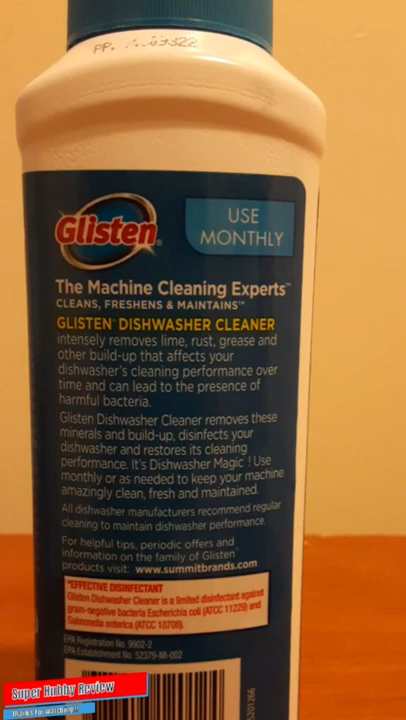 Glisten®
USE
MONTHLY
The Machine Cleaning Experts™
CLEANS, FRESHENS & MAINTAINS™
GLISTEN® DISHWASHER CLEANER
intensely removes lime, rust, grease and
other build-up that affects your
dishwasher's cleaning performance over
time and can lead to the presence of
harmful bacteria.
Glisten Dishwasher Cleaner removes these
minerals and build-up, disinfects your
dishwasher and restores its cleaning
performance. It's Dishwasher Magic®! Use
monthly or as needed to keep your machine
amazingly clean, fresh and maintained.
All dishwasher manufacturers recommend regular
cleaning to maintain dishwasher performance.
For helpful tips, periodic offers and
information on the family of Glisten®
products visit: www.summitbrands.com
*EFFECTIVE DISINFECTANT
Glisten Dishwasher Cleaner is a limited disinfectant against
gram-negative bacteria Escherichia coli (ATCC 11229) and
Salmonella enterica (ATCC 10708).
EPA Registration No. 9902-2
EPA Establishment No. 52379-MI-002
Super Hubby Review
Thanks for watching!!